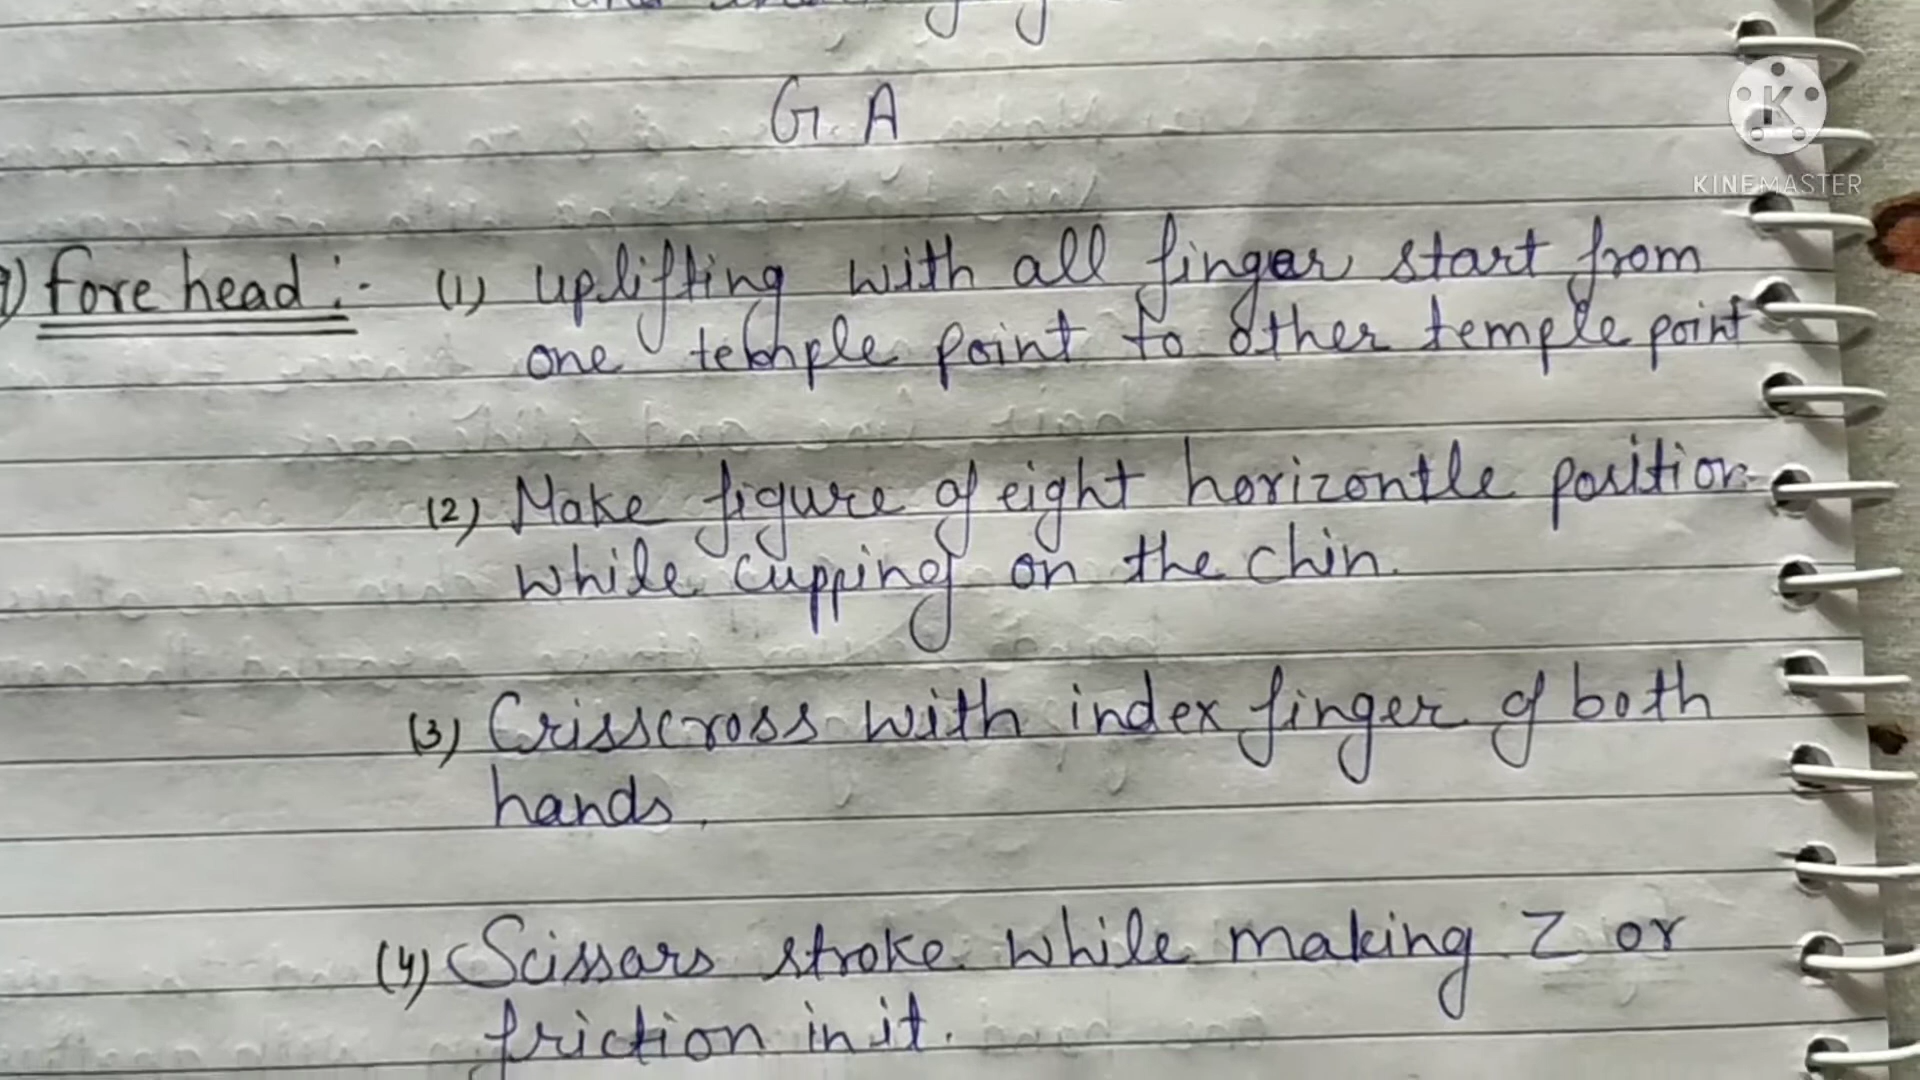 G. A
K
KINEMASTER
) fore head :- (1) uplifting with all finger start from
one temple point to other temple point
(2) Make figure of eight horizontle position
while cupping on the chin.
(3) Crisscross with index finger of both
hands.
(4) Scissars stroke while making Z or
friction in it.